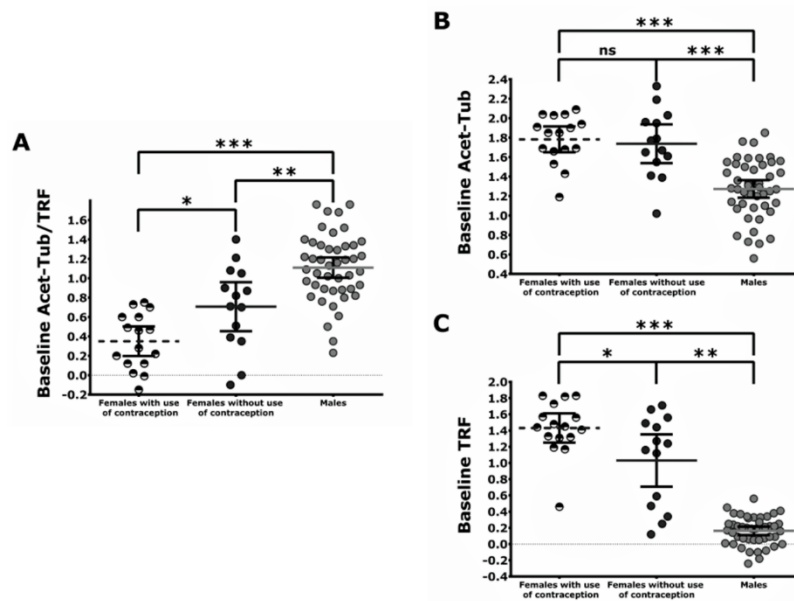 A
***
**
*
Baseline Acet-Tub/TRF
1.6
1.4
1.2
1.0
0.8
0.6
0.4
0.2
0.0
-0.2
Females with use
of contraception
Females without use
of contraception
Males
B
***
ns
***
Baseline Acet-Tub
2.4
2.2
2.0
1.8
1.6
1.4
1.2
1.0
0.8
0.6
0.4
Females with use
of contraception
Females without use
of contraception
Males
C
***
*
**
Baseline TRF
2.0
1.8
1.6
1.4
1.2
1.0
0.8
0.6
0.4
0.2
0.0
-0.2
-0.4
Females with use
of contraception
Females without use
of contraception
Males